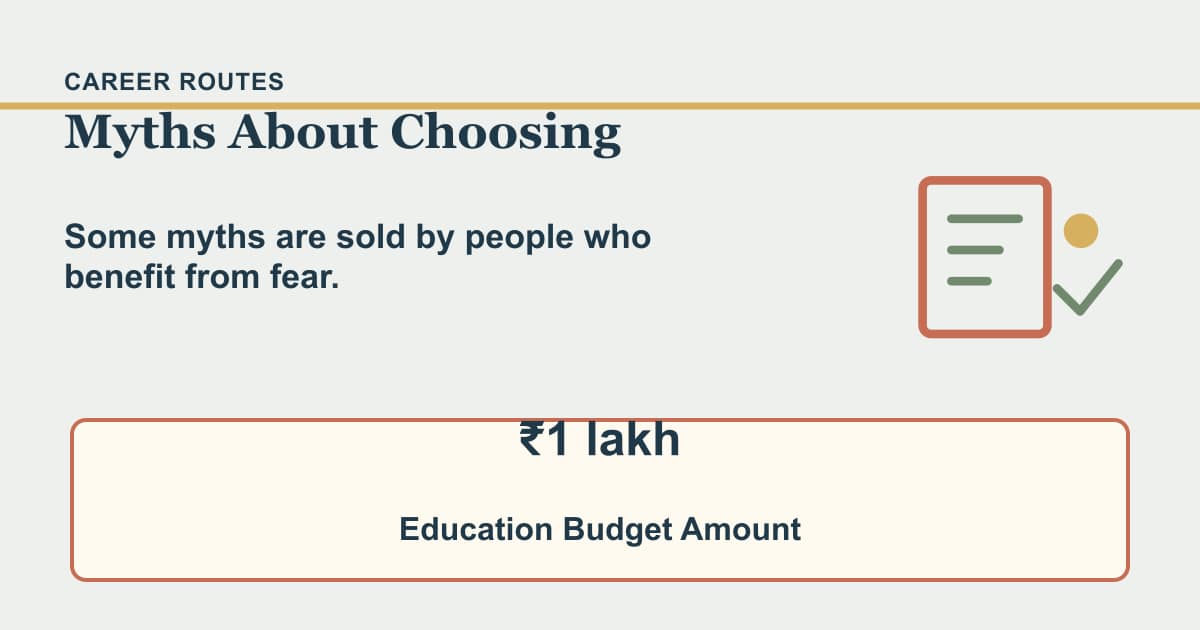 CAREER ROUTES
Myths About Choosing
Some myths are sold by people who
benefit from fear.
₹1 lakh
Education Budget Amount